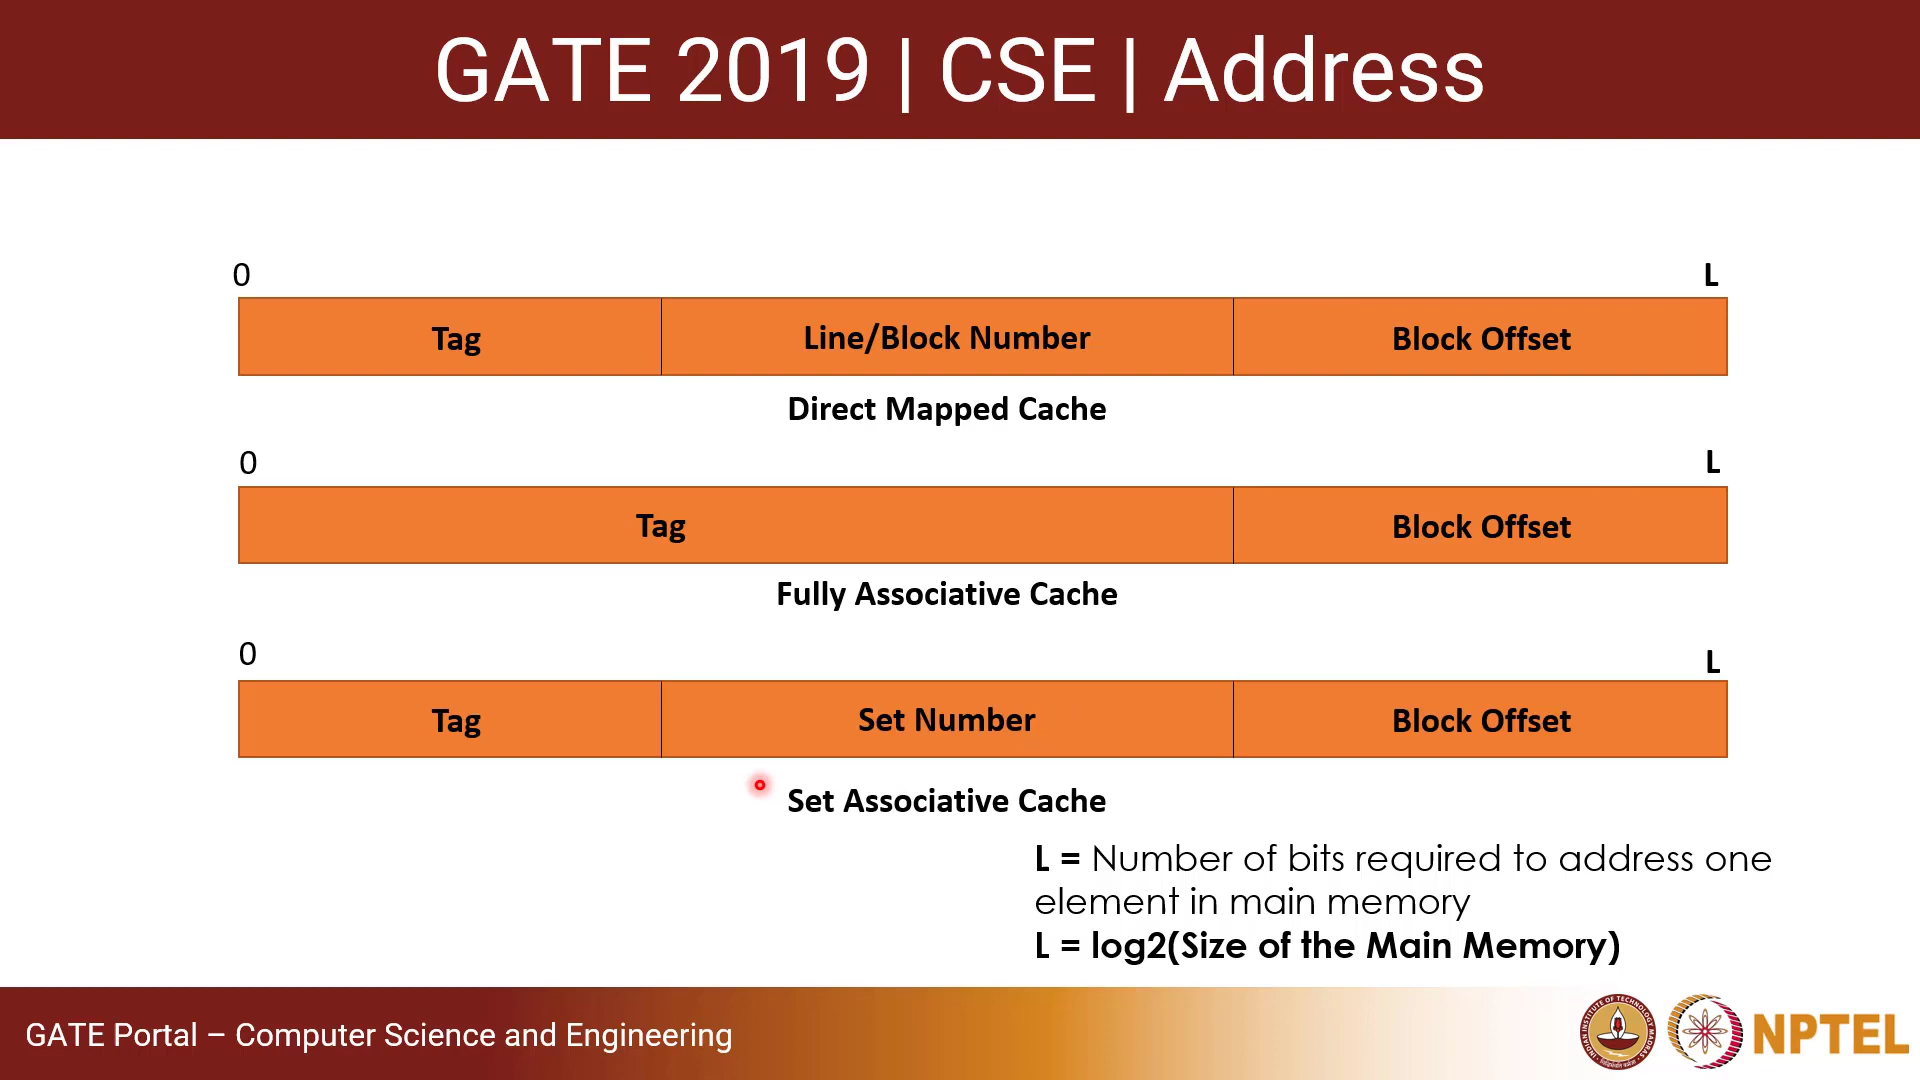 GATE 2019 | CSE | Address
0 L
Tag Line/Block Number Block Offset
Direct Mapped Cache
0 L
Tag Block Offset
Fully Associative Cache
0 L
Tag Set Number Block Offset
Set Associative Cache
L = Number of bits required to address one
element in main memory
L = log2(Size of the Main Memory)
GATE Portal – Computer Science and Engineering
NPTEL